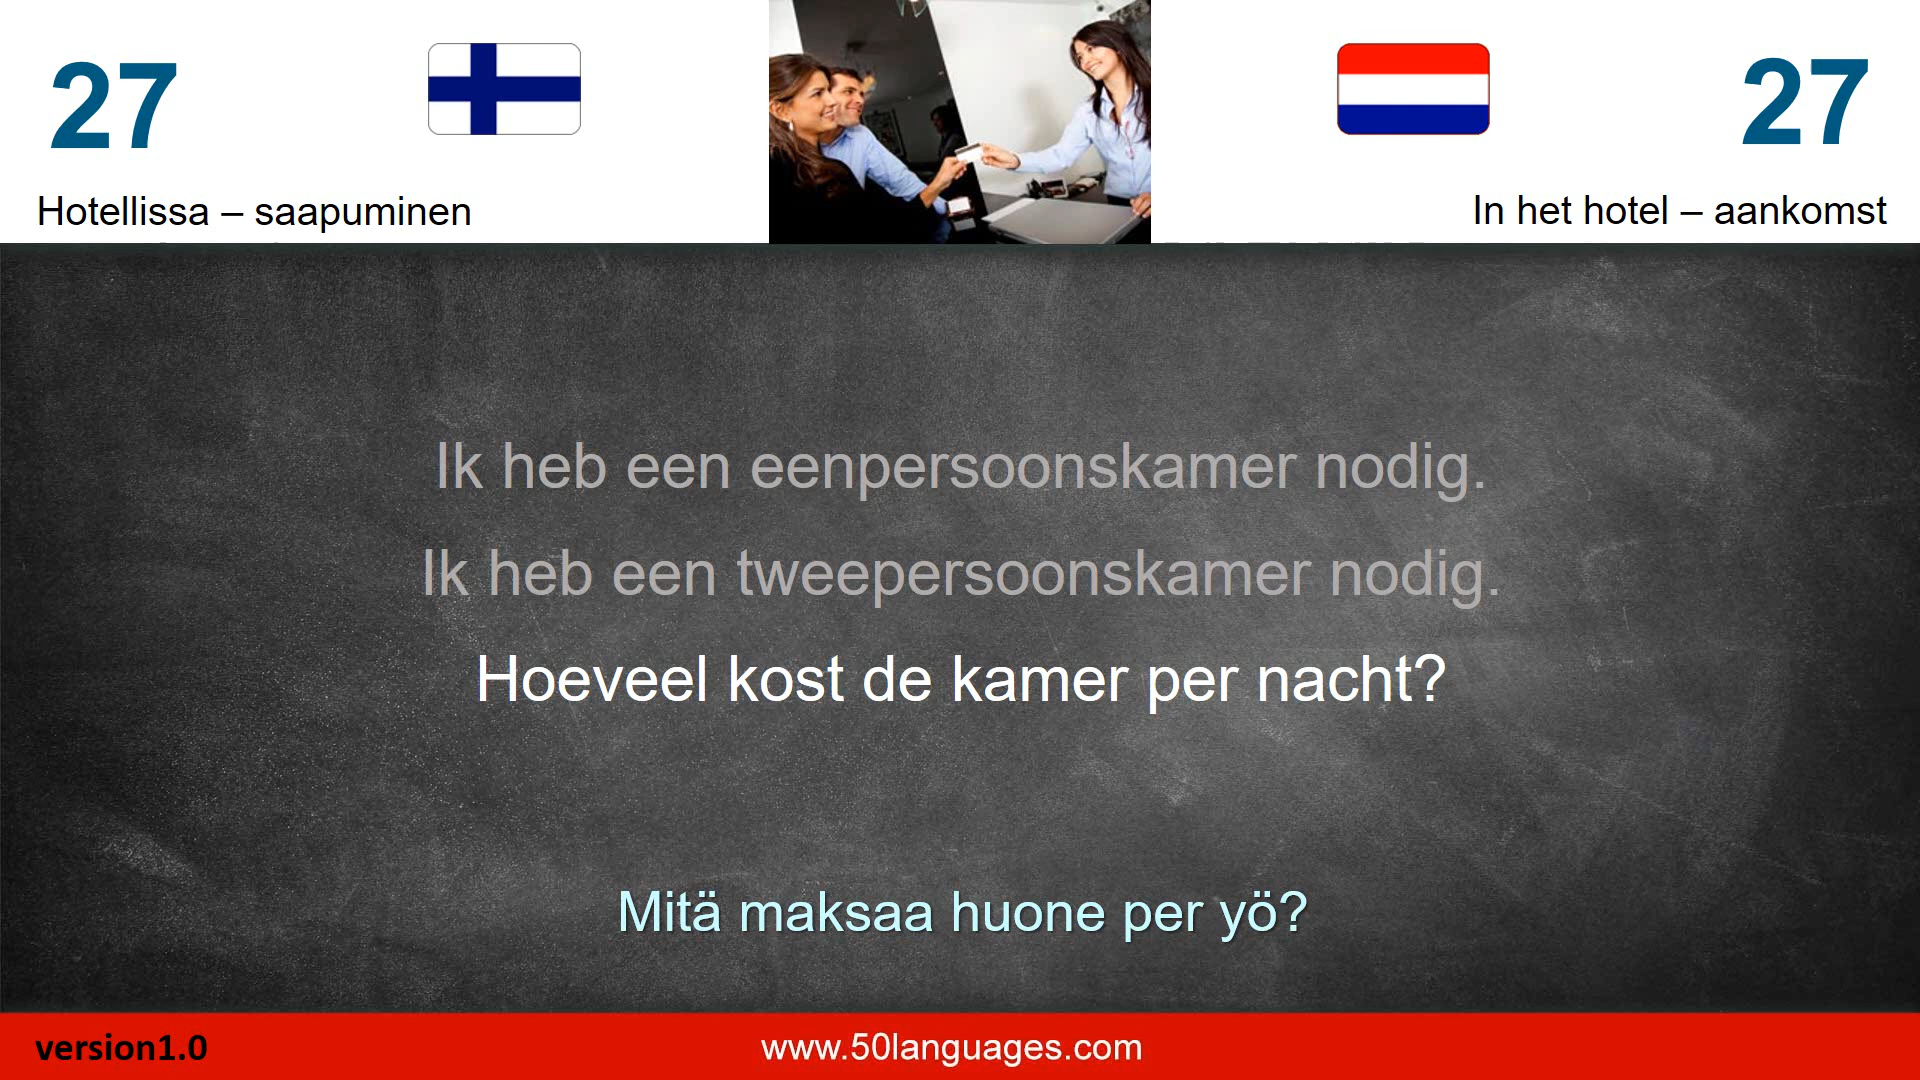 27
27
Hotellissa – saapuminen
In het hotel – aankomst
Ik heb een eenpersoonskamer nodig.
Ik heb een tweepersoonskamer nodig.
Hoeveel kost de kamer per nacht?
Mitä maksaa huone per yö?
version1.0
www.50languages.com